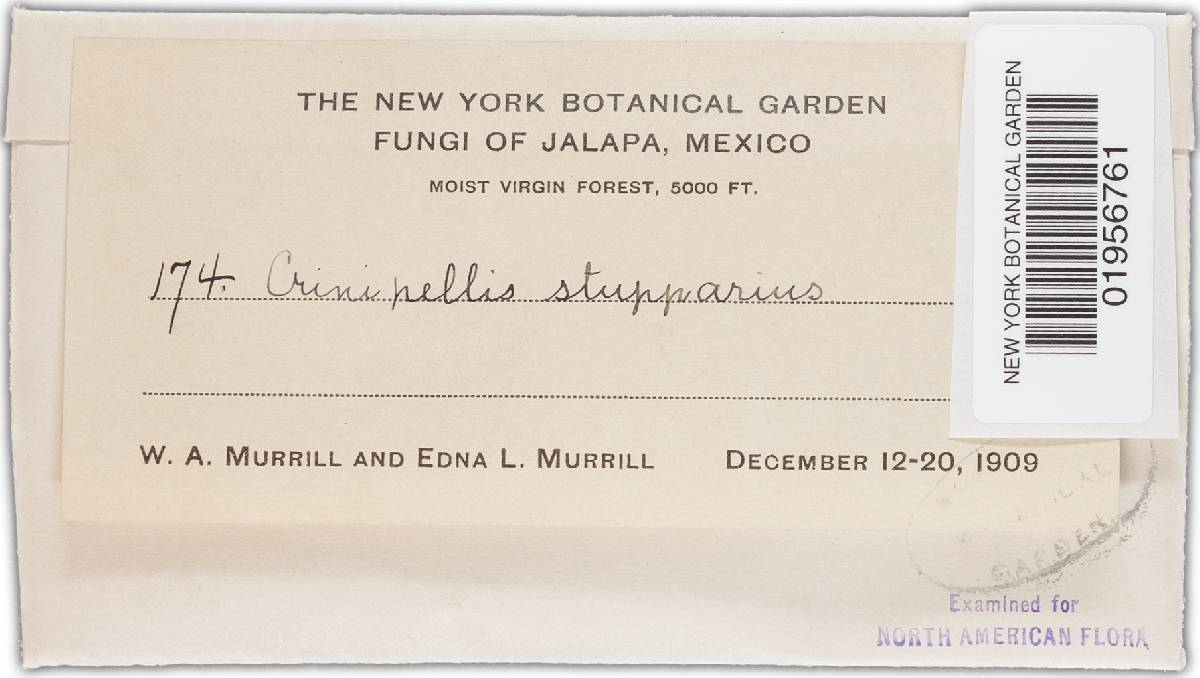 THE NEW YORK BOTANICAL GARDEN
FUNGI OF JALAPA, MEXICO
MOIST VIRGIN FOREST, 5000 FT.
174. Crinipellis stupparius
W. A. MURRILL AND EDNA L. MURRILL DECEMBER 12-20, 1909
NEW YORK BOTANICAL GARDEN
01956761
GARDEN
Examined for
NORTH AMERICAN FLORA